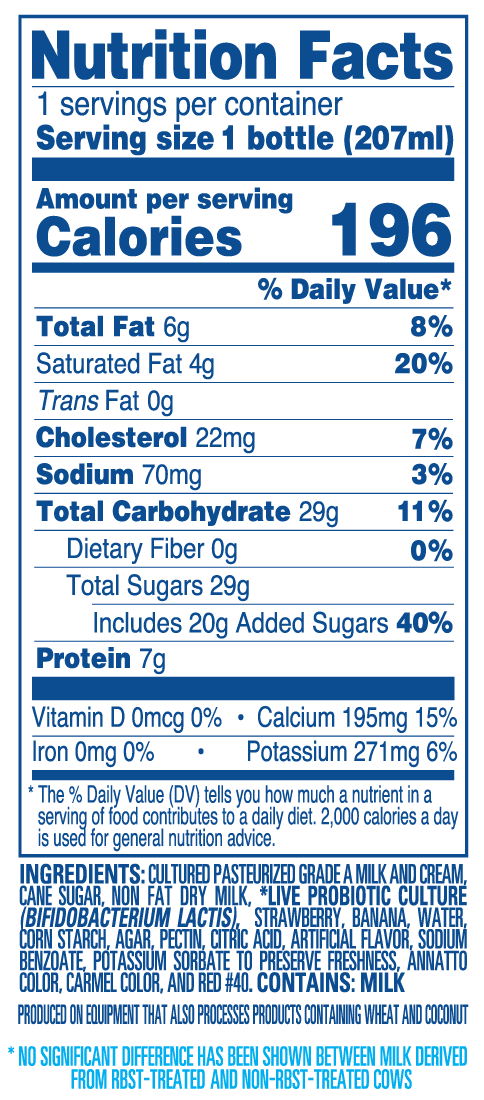 Nutrition Facts
1 servings per container
Serving size 1 bottle (207ml)
Amount per serving
Calories 196
% Daily Value*
Total Fat 6g 8%
Saturated Fat 4g 20%
Trans Fat 0g
Cholesterol 22mg 7%
Sodium 70mg 3%
Total Carbohydrate 29g 11%
Dietary Fiber 0g 0%
Total Sugars 29g
Includes 20g Added Sugars 40%
Protein 7g
Vitamin D 0mcg 0% • Calcium 195mg 15%
Iron 0mg 0% • Potassium 271mg 6%
* The % Daily Value (DV) tells you how much a nutrient in a
serving of food contributes to a daily diet. 2,000 calories a day
is used for general nutrition advice.
INGREDIENTS: CULTURED PASTEURIZED GRADE A MILK AND CREAM,
CANE SUGAR, NON FAT DRY MILK, *LIVE PROBIOTIC CULTURE
(BIFIDOBACTERIUM LACTIS), STRAWBERRY, BANANA, WATER,
CORN STARCH, AGAR, PECTIN, CITRIC ACID, ARTIFICIAL FLAVOR, SODIUM
BENZOATE, POTASSIUM SORBATE TO PRESERVE FRESHNESS, ANNATTO
COLOR, CARMEL COLOR, AND RED #40. CONTAINS: MILK
PRODUCED ON EQUIPMENT THAT ALSO PROCESSES PRODUCTS CONTAINING WHEAT AND COCONUT
* NO SIGNIFICANT DIFFERENCE HAS BEEN SHOWN BETWEEN MILK DERIVED
FROM RBST-TREATED AND NON-RBST-TREATED COWS